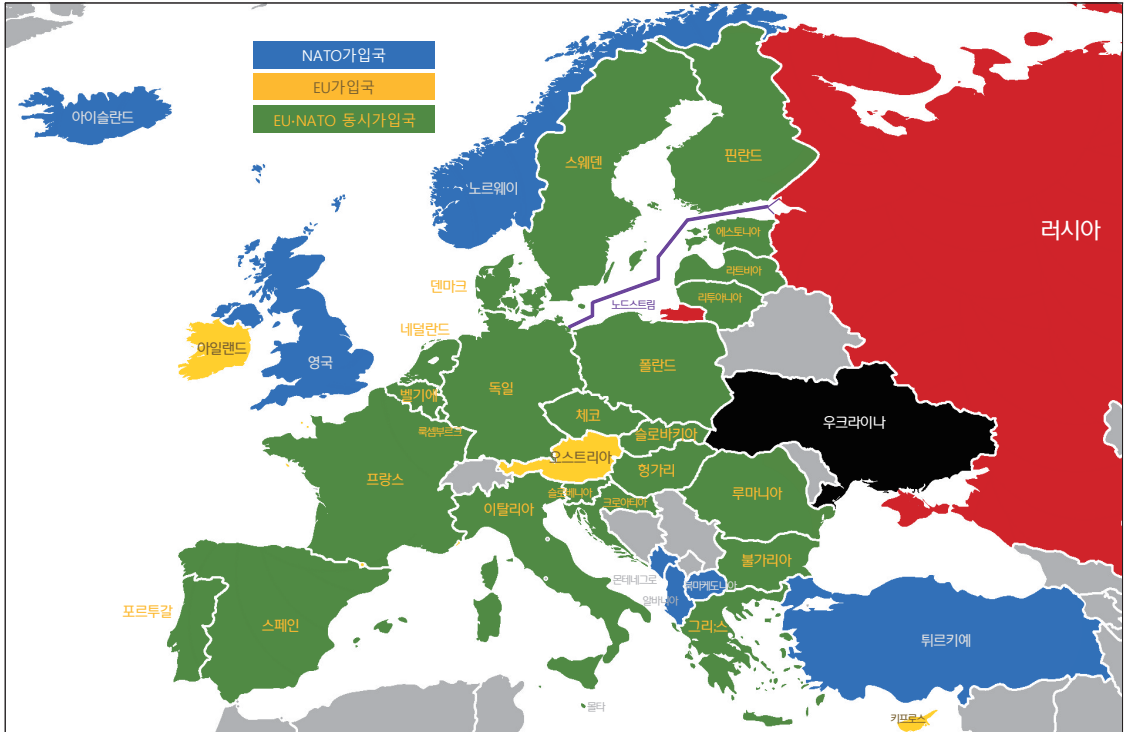 NATO가입국
EU가입국
EU·NATO 동시가입국
아이슬란드
스웨덴
핀란드
노르웨이
러시아
에스토니아
라트비아
덴마크
리투아니아
노드스트림
네덜란드
아일랜드
영국
폴란드
독일
벨기에
체코
우크라이나
룩셈부르크
슬로바키아
오스트리아
헝가리
프랑스
슬로베니아
루마니아
크로아티아
이탈리아
불가리아
몬테네그로
북마케도니아
알바니아
포르투갈
스페인
그리스
튀르키예
몰타
키프로스